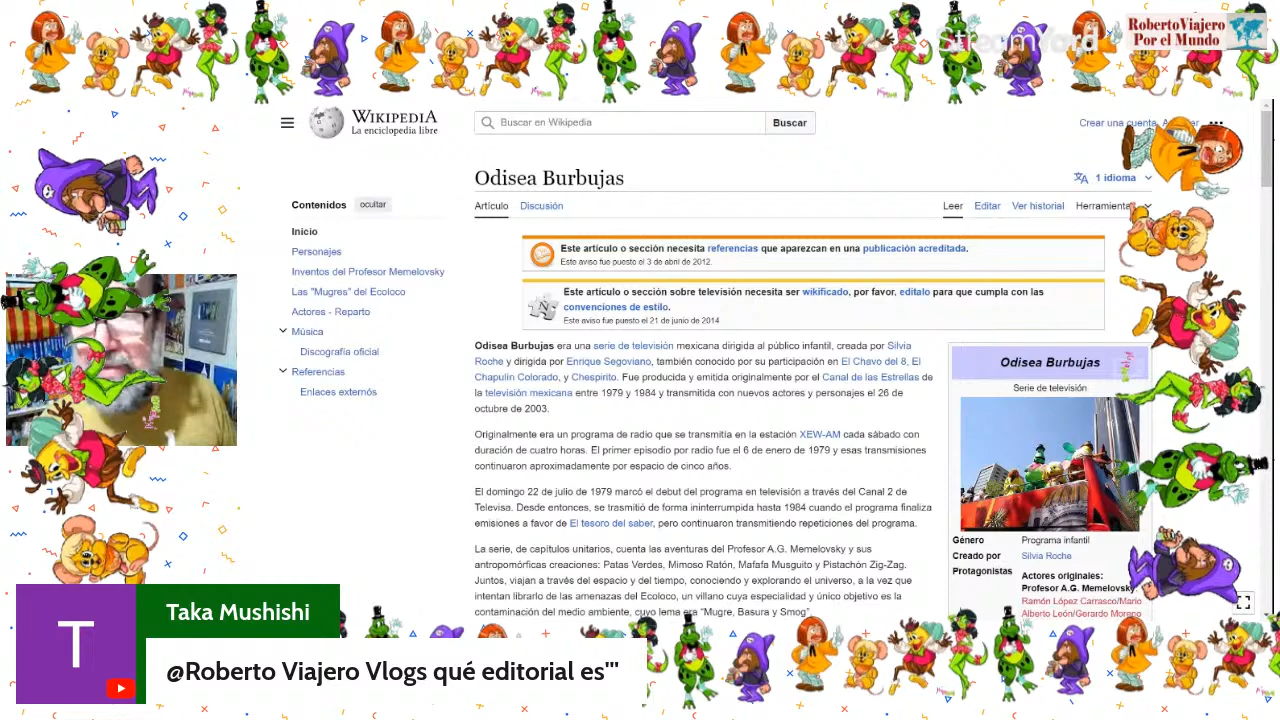 StreamYard
RobertoViajero
Por el Mundo
WIKIPEDIA
La enciclopedia libre
Buscar en Wikipedia
Buscar
Crear una cuenta
Odisea Burbujas
1 idioma
Contenidos
ocultar
Artículo
Discusión
Leer
Editar
Ver historial
Herramientas
Inicio
Personajes
Inventos del Profesor Memelovsky
Las "Mugres" del Ecoloco
Actores - Reparto
Música
Discografía oficial
Referencias
Enlaces externos
Este artículo o sección necesita referencias que aparezcan en una publicación acreditada.
Este aviso fue puesto el 3 de abril de 2012.
Este artículo o sección sobre televisión necesita ser wikificado, por favor, edítalo para que cumpla con las
convenciones de estilo.
Este aviso fue puesto el 21 de junio de 2014
Odisea Burbujas era una serie de televisión mexicana dirigida al público infantil, creada por Silvia
Roche y dirigida por Enrique Segoviano, también conocido por su participación en El Chavo del 8, El
Chapulín Colorado, y Chespirito. Fue producida y emitida originalmente por el Canal de las Estrellas de
la televisión mexicana entre 1979 y 1984 y transmitida con nuevos actores y personajes el 26 de
octubre de 2003.
Originalmente era un programa de radio que se transmitía en la estación XEW-AM cada sábado con
duración de cuatro horas. El primer episodio por radio fue el 6 de enero de 1979 y esas transmisiones
continuaron aproximadamente por espacio de cinco años.
El domingo 22 de julio de 1979 marcó el debut del programa en televisión a través del Canal 2 de
Televisa. Desde entonces, se trasmitió de forma ininterrumpida hasta 1984 cuando el programa finaliza
emisiones a favor de El tesoro del saber, pero continuaron transmitiendo repeticiones del programa.
La serie, de capítulos unitarios, cuenta las aventuras del Profesor A.G. Memelovsky y sus
antropomórficas creaciones: Patas Verdes, Mimoso Ratón, Mafafa Musguito y Pistachón Zig-Zag.
Juntos, viajan a través del espacio y del tiempo, conociendo y explorando el universo, a la vez que
intentan librarlo de las amenazas del Ecoloco, un villano cuya especialidad y único objetivo es la
contaminación del medio ambiente, cuyo lema era "Mugre, Basura y Smog".
Odisea Burbujas
Serie de televisión
Género
Programa infantil
Creado por
Silvia Roche
Protagonistas
Actores originales:
Profesor A.G. Memelovsky:
Ramón López Carrasco/Mario
Alberto León/Gerardo Moreno
T
Taka Mushishi
@Roberto Viajero Vlogs qué editorial es'"